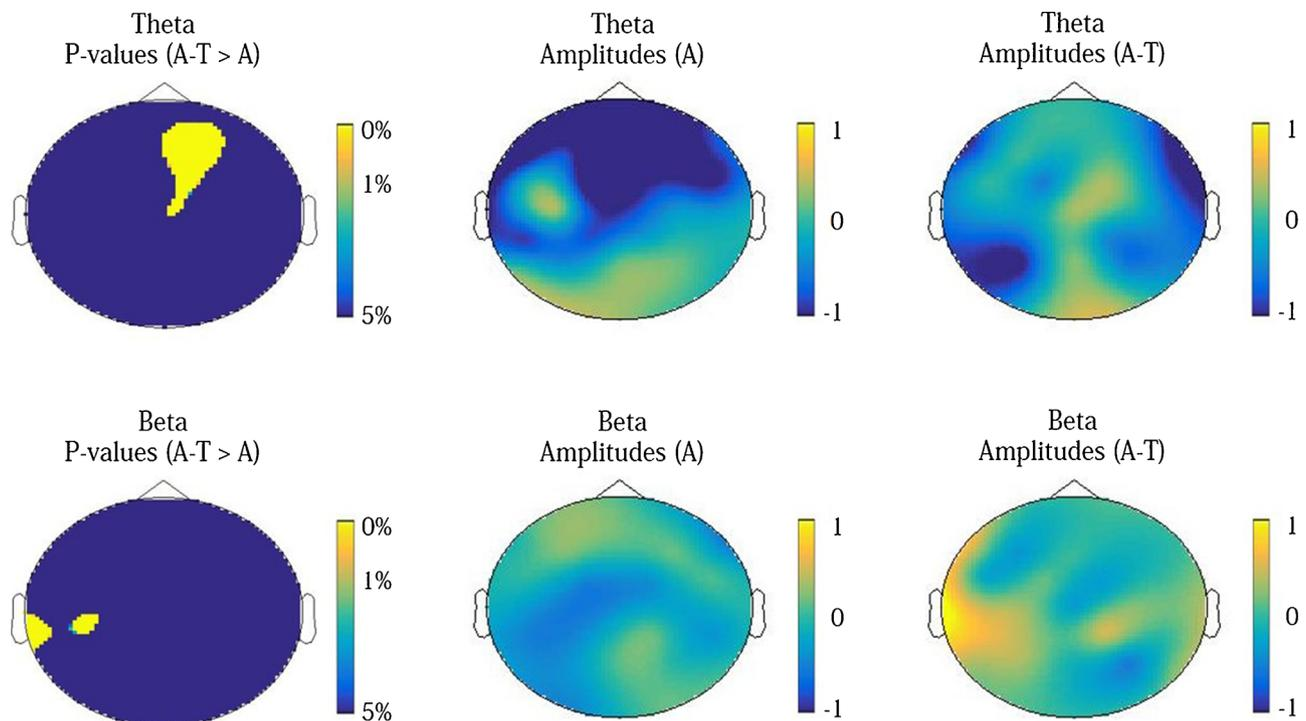 Theta
P-values (A-T > A)
Theta
Amplitudes (A)
Theta
Amplitudes (A-T)
0%
1%
5%
1
0
-1
1
0
-1
Beta
P-values (A-T > A)
Beta
Amplitudes (A)
Beta
Amplitudes (A-T)
0%
1%
5%
1
0
-1
1
0
-1